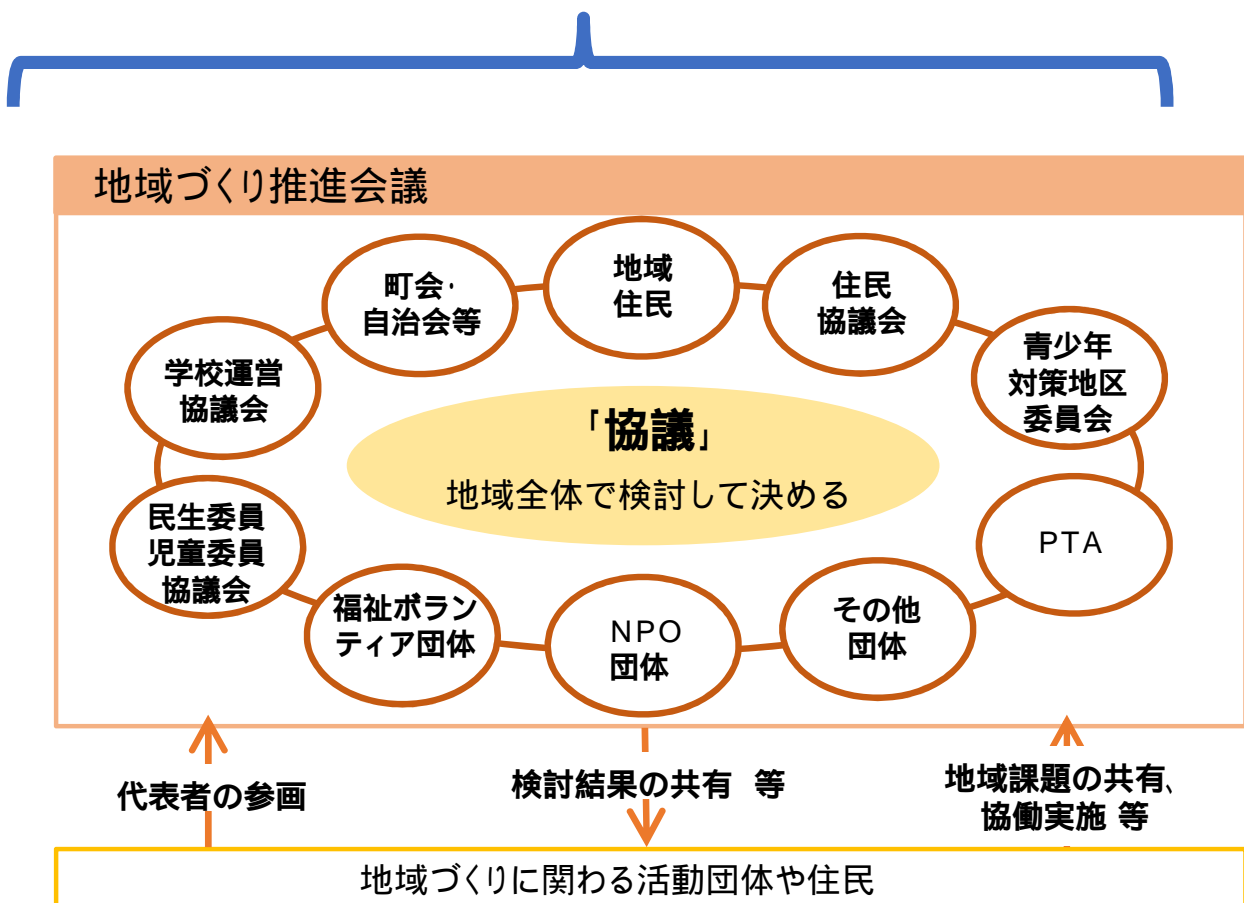 地域づくり推進会議
地域
住民
町会・
自治会等
住民
協議会
学校運営
協議会
青少年
対策地区
委員会
「協議」
地域全体で検討して決める
民生委員
児童委員
協議会
PTA
福祉ボラン
ティア団体
NPO
団体
その他
団体
代表者の参画
検討結果の共有 等
地域課題の共有、
協働実施 等
地域づくりに関わる活動団体や住民